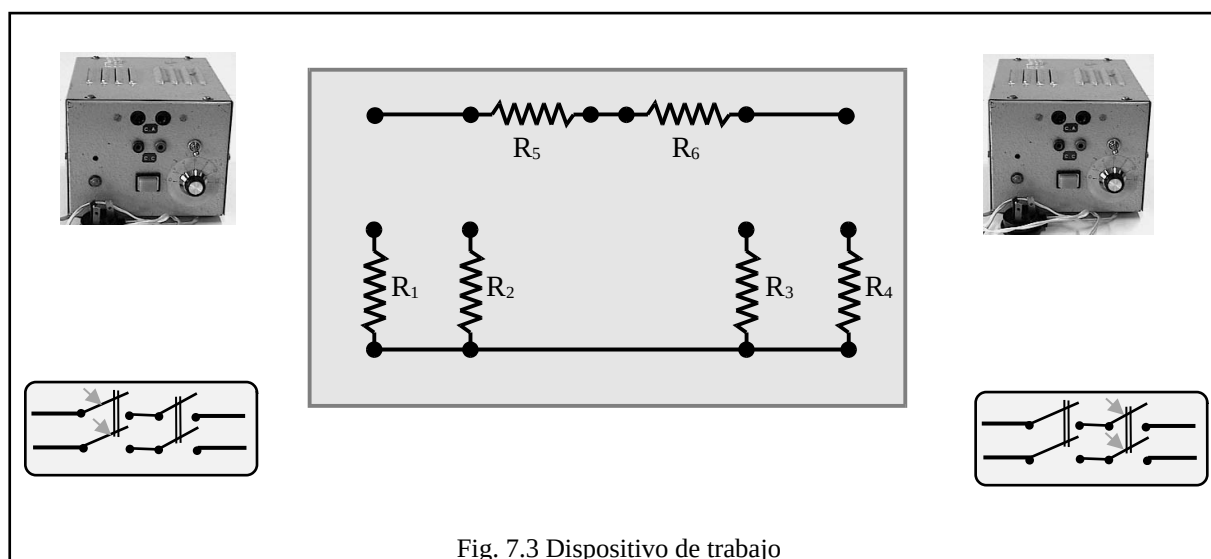 C.A
C.C
C.A
C.C
R₅ R₆
R₁ R₂ R₃ R₄
Fig. 7.3 Dispositivo de trabajo